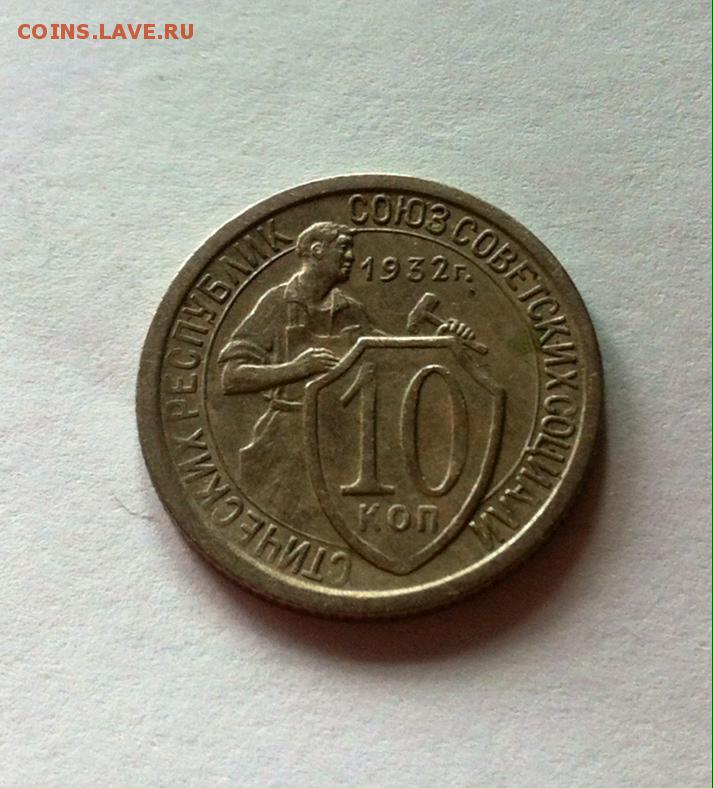 COINS.LAVE.RU
СОЮЗ СОВЕТСКИХ СОЦИАЛИСТИЧЕСКИХ РЕСПУБЛИК
1932г.
10
КОП